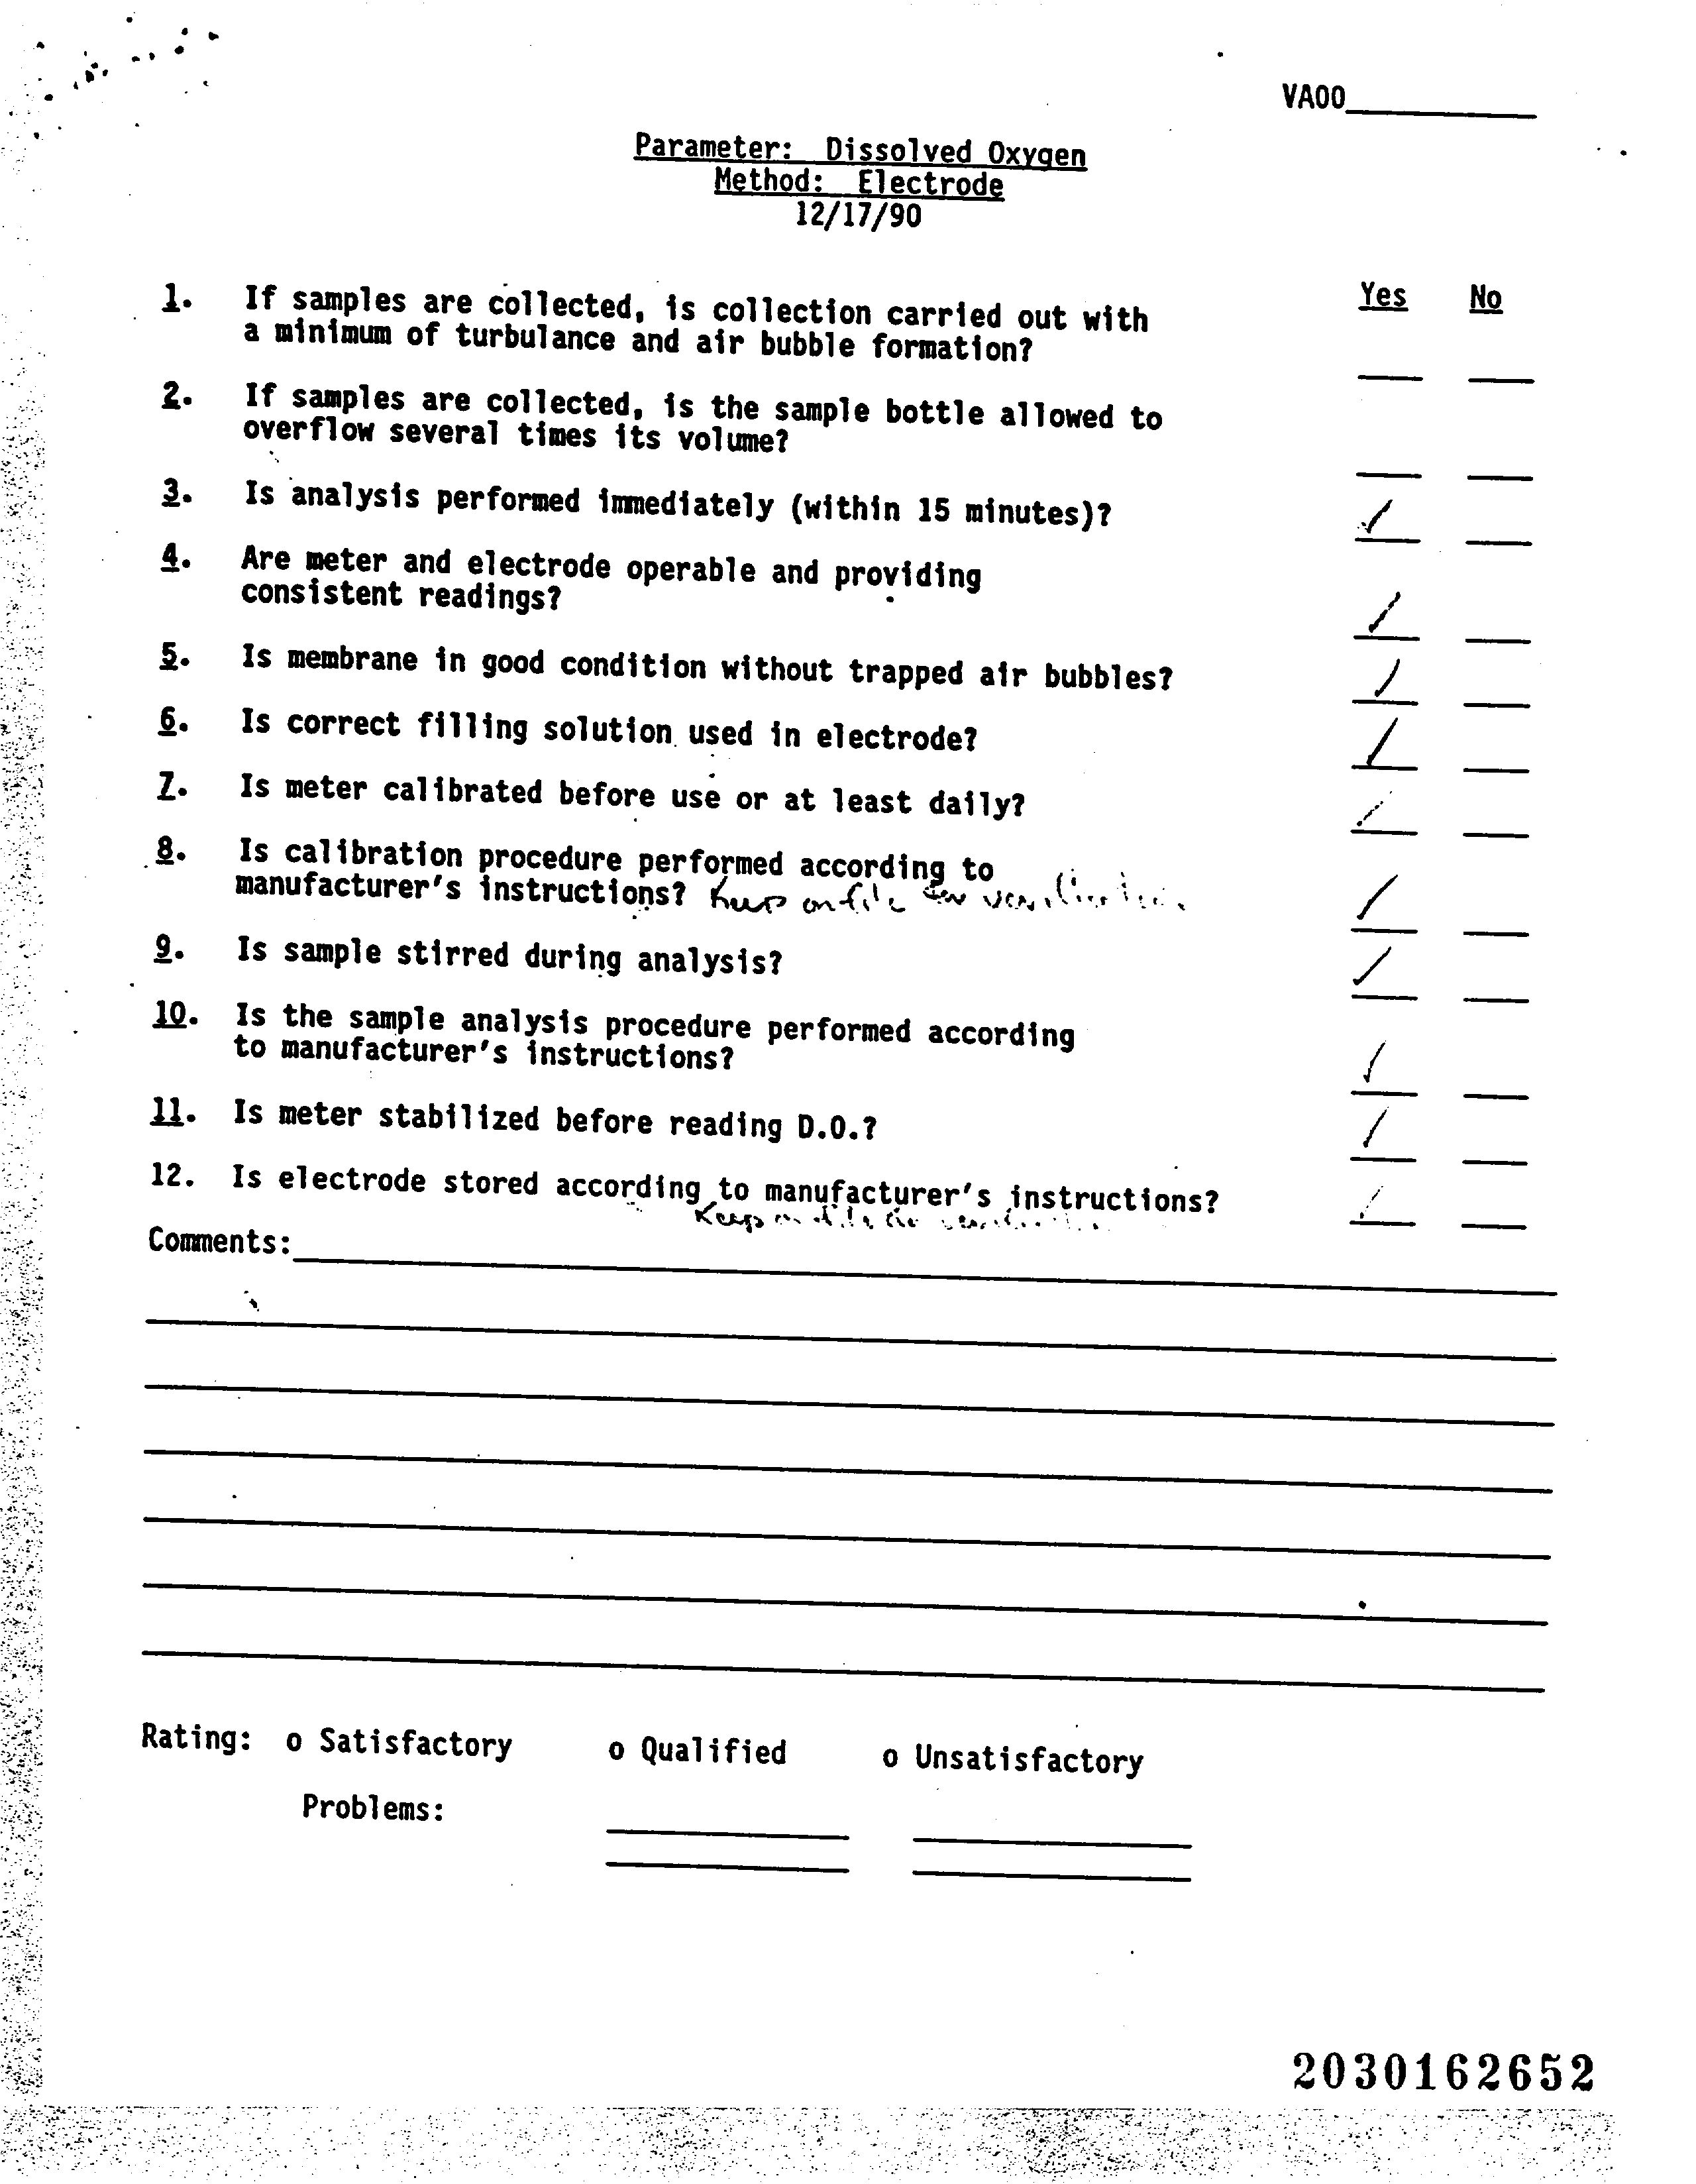 VA00
Parameter: Dissolved Oxygen
Method: Electrode
12/17/90
Yes No
1. If samples are collected, is collection carried out with
a minimum of turbulance and air bubble formation?
2. If samples are collected, is the sample bottle allowed to
overflow several times its volume?
3. Is analysis performed immediately (within 15 minutes)?
4. Are meter and electrode operable and providing
consistent readings?
5. Is membrane in good condition without trapped air bubbles?
6. Is correct filling solution used in electrode?
7. Is meter calibrated before use or at least daily?
8. Is calibration procedure performed according to
manufacturer's instructions? Keep on file for verification.
9. Is sample stirred during analysis?
10. Is the sample analysis procedure performed according
to manufacturer's instructions?
11. Is meter stabilized before reading D.O.?
12. Is electrode stored according to manufacturer's instructions?
Keep on file for
Comments:
Rating: o Satisfactory o Qualified o Unsatisfactory
Problems:
2030162652